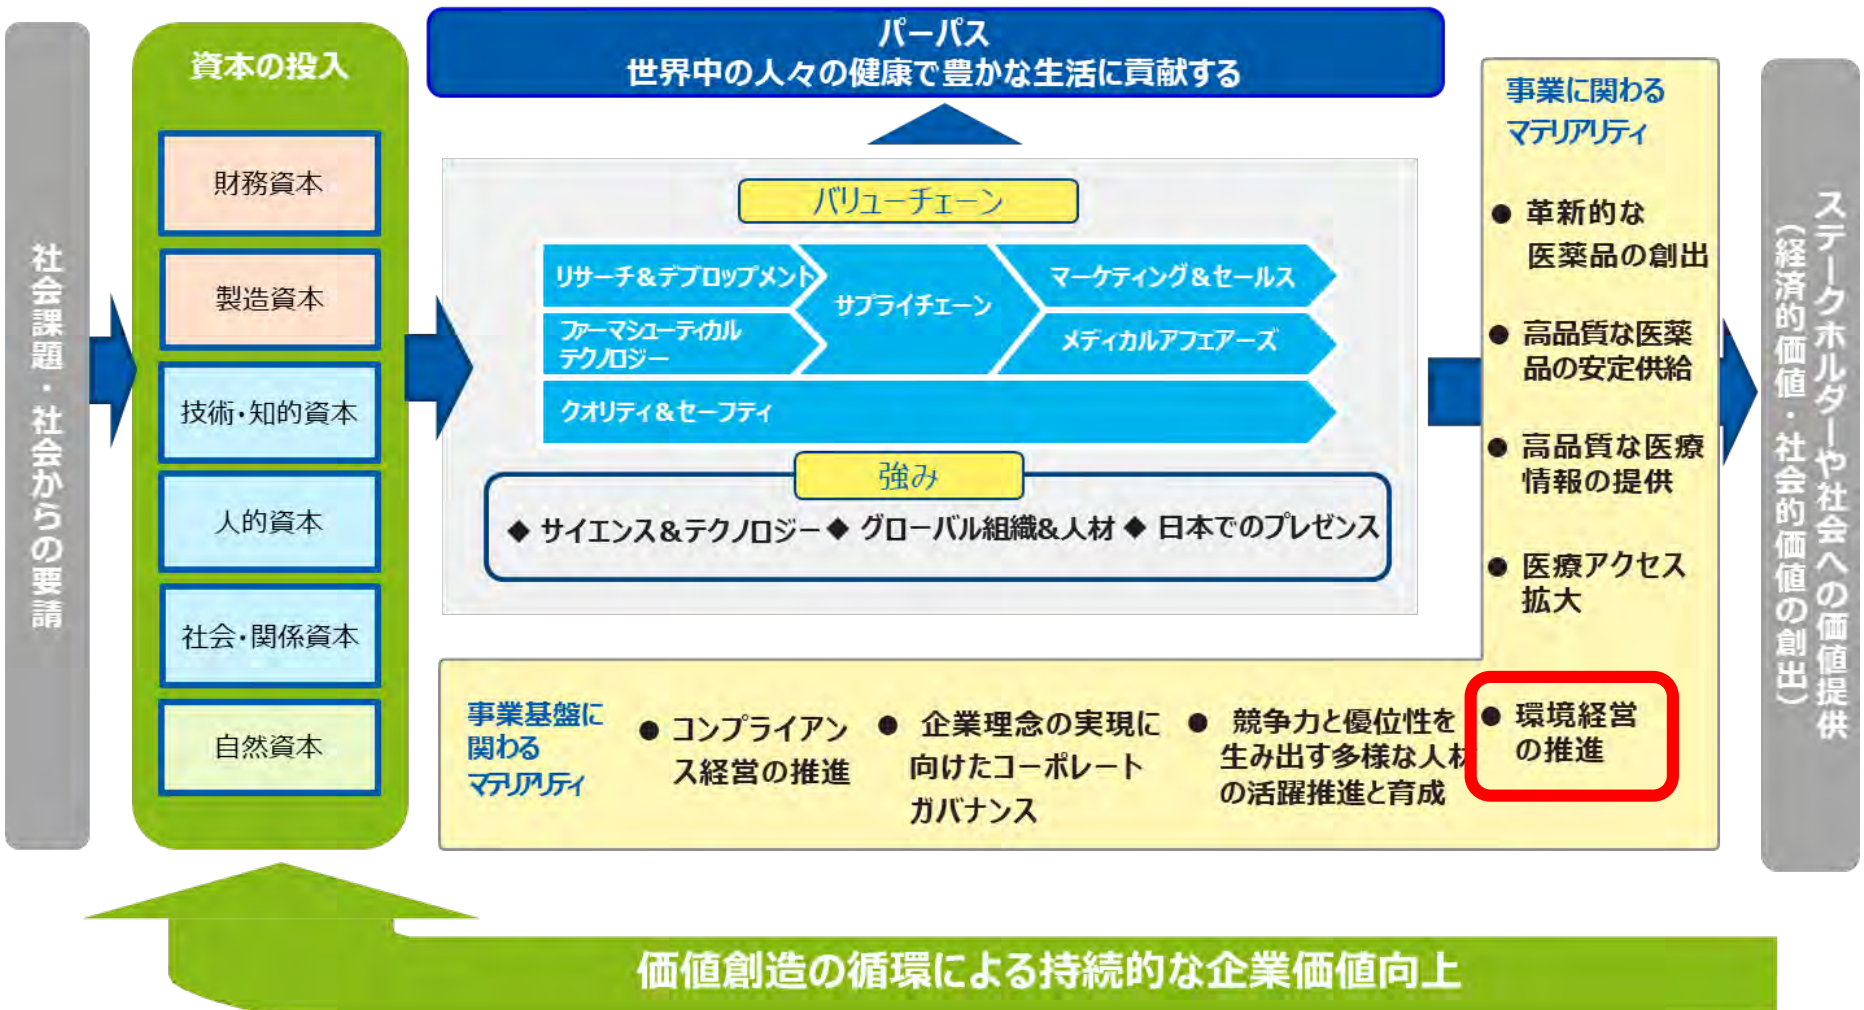 社会課題・社会からの要請
資本の投入
財務資本
製造資本
技術・知的資本
人的資本
社会・関係資本
自然資本
パーパス
世界中の人々の健康で豊かな生活に貢献する
バリューチェーン
リサーチ＆デブロップメント
ファーマシューティカル
テクノロジー
サプライチェーン
マーケティング＆セールス
メディカルアフェアーズ
クオリティ＆セーフティ
強み
◆ サイエンス＆テクノロジー ◆ グローバル組織&人材 ◆ 日本でのプレゼンス
事業に関わる
マテリアリティ
● 革新的な
医薬品の創出
● 高品質な医薬
品の安定供給
● 高品質な医療
情報の提供
● 医療アクセス
拡大
事業基盤に
関わる
マテリアリティ
● コンプライアン
ス経営の推進
● 企業理念の実現に
向けたコーポレート
ガバナンス
● 競争力と優位性を
生み出す多様な人材
の活躍推進と育成
● 環境経営
の推進
ステークホルダーや社会への価値提供
（経済的価値・社会的価値の創出）
価値創造の循環による持続的な企業価値向上